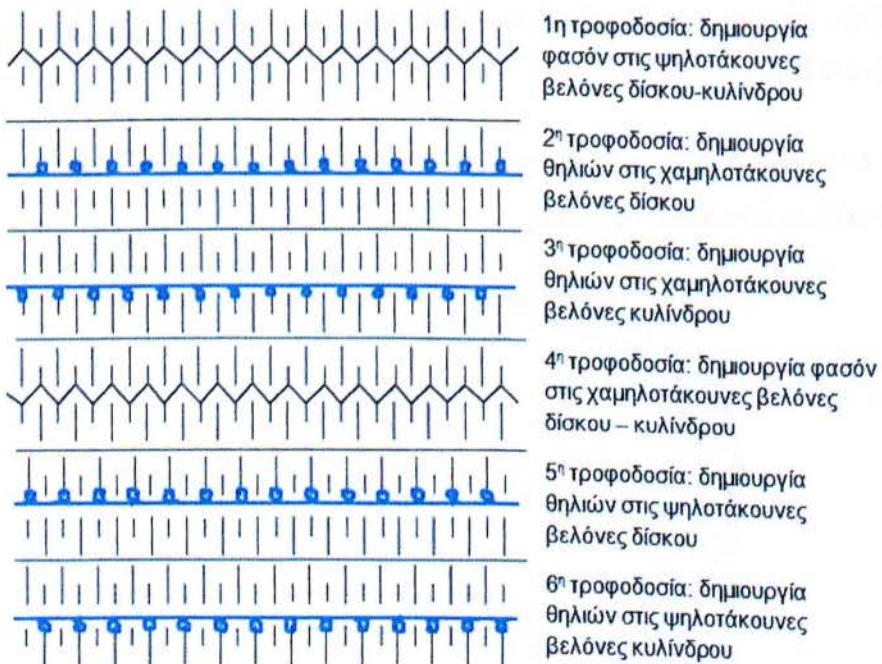 1η τροφοδοσία: δημιουργία
φασόν στις ψηλοτάκουνες
βελόνες δίσκου-κυλίνδρου
2η τροφοδοσία: δημιουργία
θηλιών στις χαμηλοτάκουνες
βελόνες δίσκου
3η τροφοδοσία: δημιουργία
θηλιών στις χαμηλοτάκουνες
βελόνες κυλίνδρου
4η τροφοδοσία: δημιουργία φασόν
στις χαμηλοτάκουνες βελόνες
δίσκου – κυλίνδρου
5η τροφοδοσία: δημιουργία
θηλιών στις ψηλοτάκουνες
βελόνες δίσκου
6η τροφοδοσία: δημιουργία
θηλιών στις ψηλοτάκουνες
βελόνες κυλίνδρου